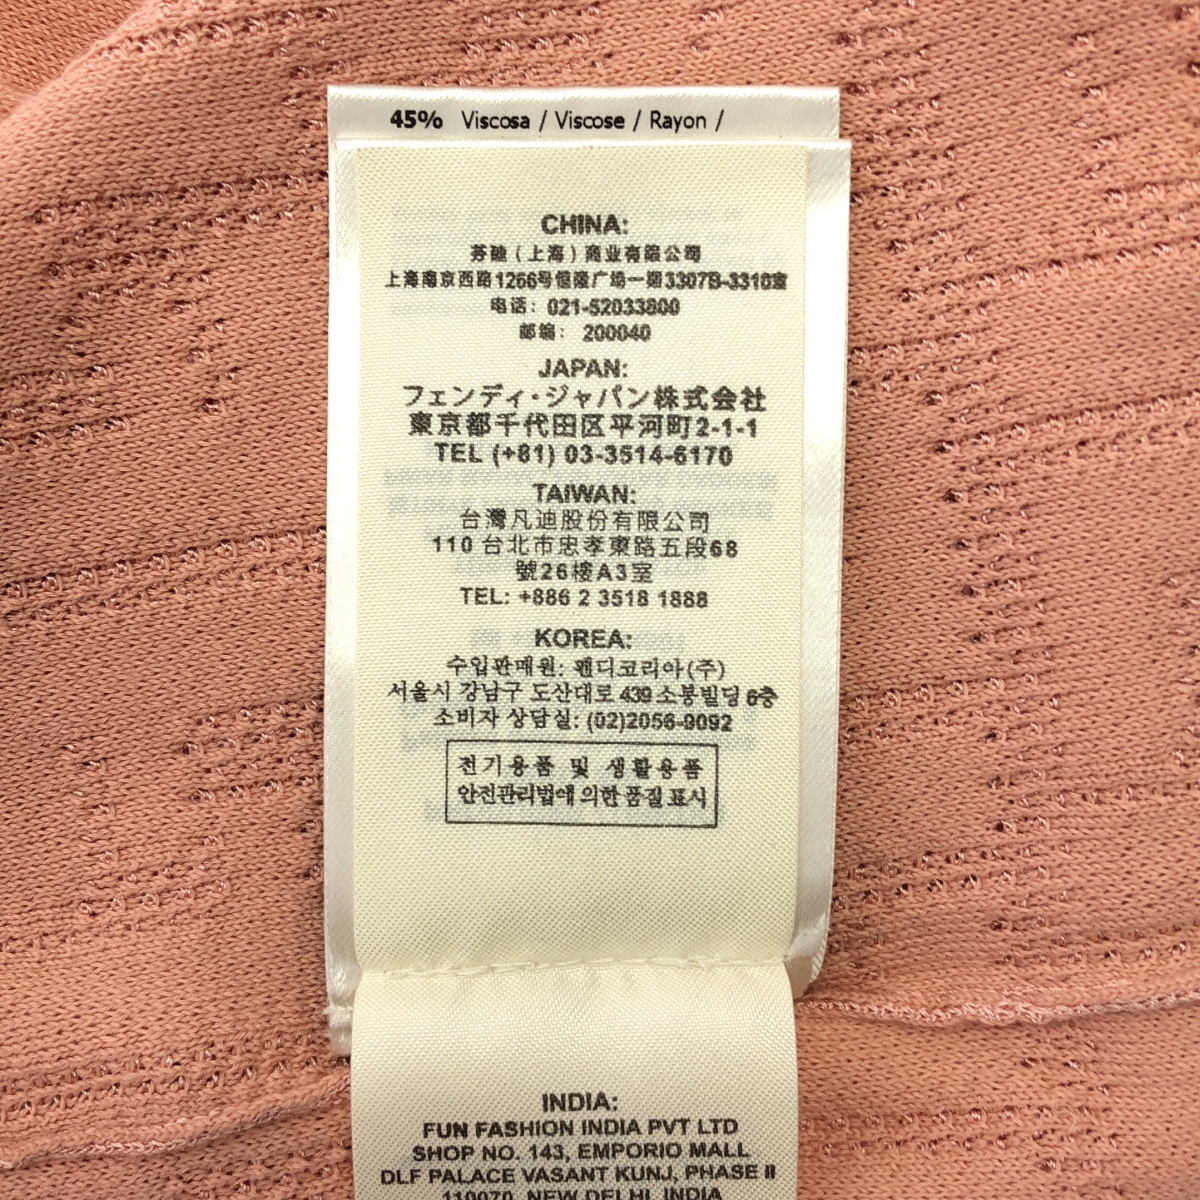 45% Viscosa / Viscose / Rayon /
CHINA:
芬迪（上海）商业有限公司
上海南京西路1266号恒隆广场一期3307B-3310室
电话: 021-52033800
邮编: 200040
JAPAN:
フェンディ・ジャパン株式会社
東京都千代田区平河町2-1-1
TEL (+81) 03-3514-6170
TAIWAN:
台灣凡迪股份有限公司
110 台北市忠孝東路五段68
號26樓A3室
TEL: +886 2 3518 1888
KOREA:
수입판매원: 펜디코리아(주)
서울시 강남구 도산대로 439 소봉빌딩 6층
소비자 상담실: (02)2056-9092
전기용품 및 생활용품
안전관리법에 의한 품질 표시
INDIA:
FUN FASHION INDIA PVT LTD
SHOP NO. 143, EMPORIO MALL
DLF PALACE VASANT KUNJ, PHASE II
110070, NEW DELHI, INDIA